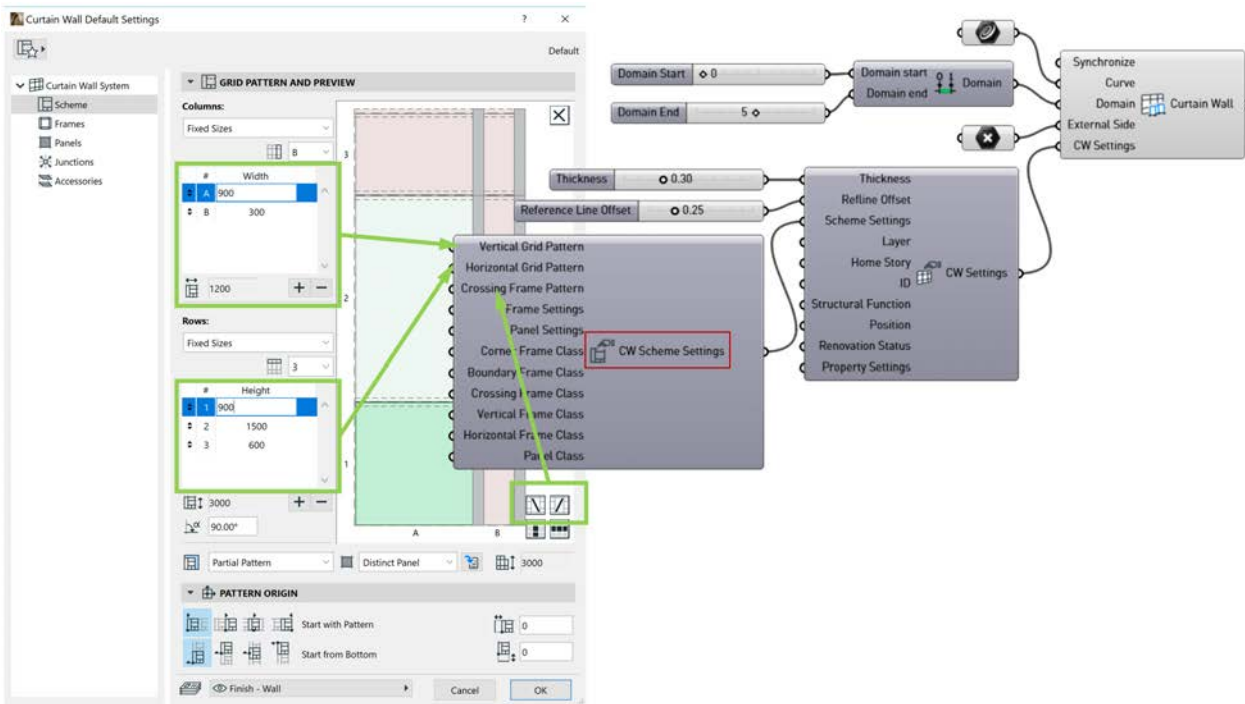 Curtain Wall Default Settings
?
×
Default
Curtain Wall System
Scheme
Frames
Panels
Junctions
Accessories
GRID PATTERN AND PREVIEW
Columns:
Fixed Sizes
B
# Width
A 900
B 300
1200
+ −
Rows:
Fixed Sizes
3
# Height
1 900
2 1500
3 600
3000
+ −
α 90.00°
3
2
1
A B
Partial Pattern
Distinct Panel
3000
PATTERN ORIGIN
Start with Pattern
0
Start from Bottom
0
Finish - Wall
Cancel
OK
Domain Start 0
Domain End 5
Domain start
Domain end
0 1
Domain
Synchronize
Curve
Domain
External Side
CW Settings
Curtain Wall
Thickness 0.30
Reference Line Offset 0.25
Thickness
Refline Offset
Scheme Settings
Layer
Home Story
ID
Structural Function
Position
Renovation Status
Property Settings
CW Settings
Vertical Grid Pattern
Horizontal Grid Pattern
Crossing Frame Pattern
Frame Settings
Panel Settings
Corner Frame Class
Boundary Frame Class
Crossing Frame Class
Vertical Frame Class
Horizontal Frame Class
Panel Class
CW Scheme Settings